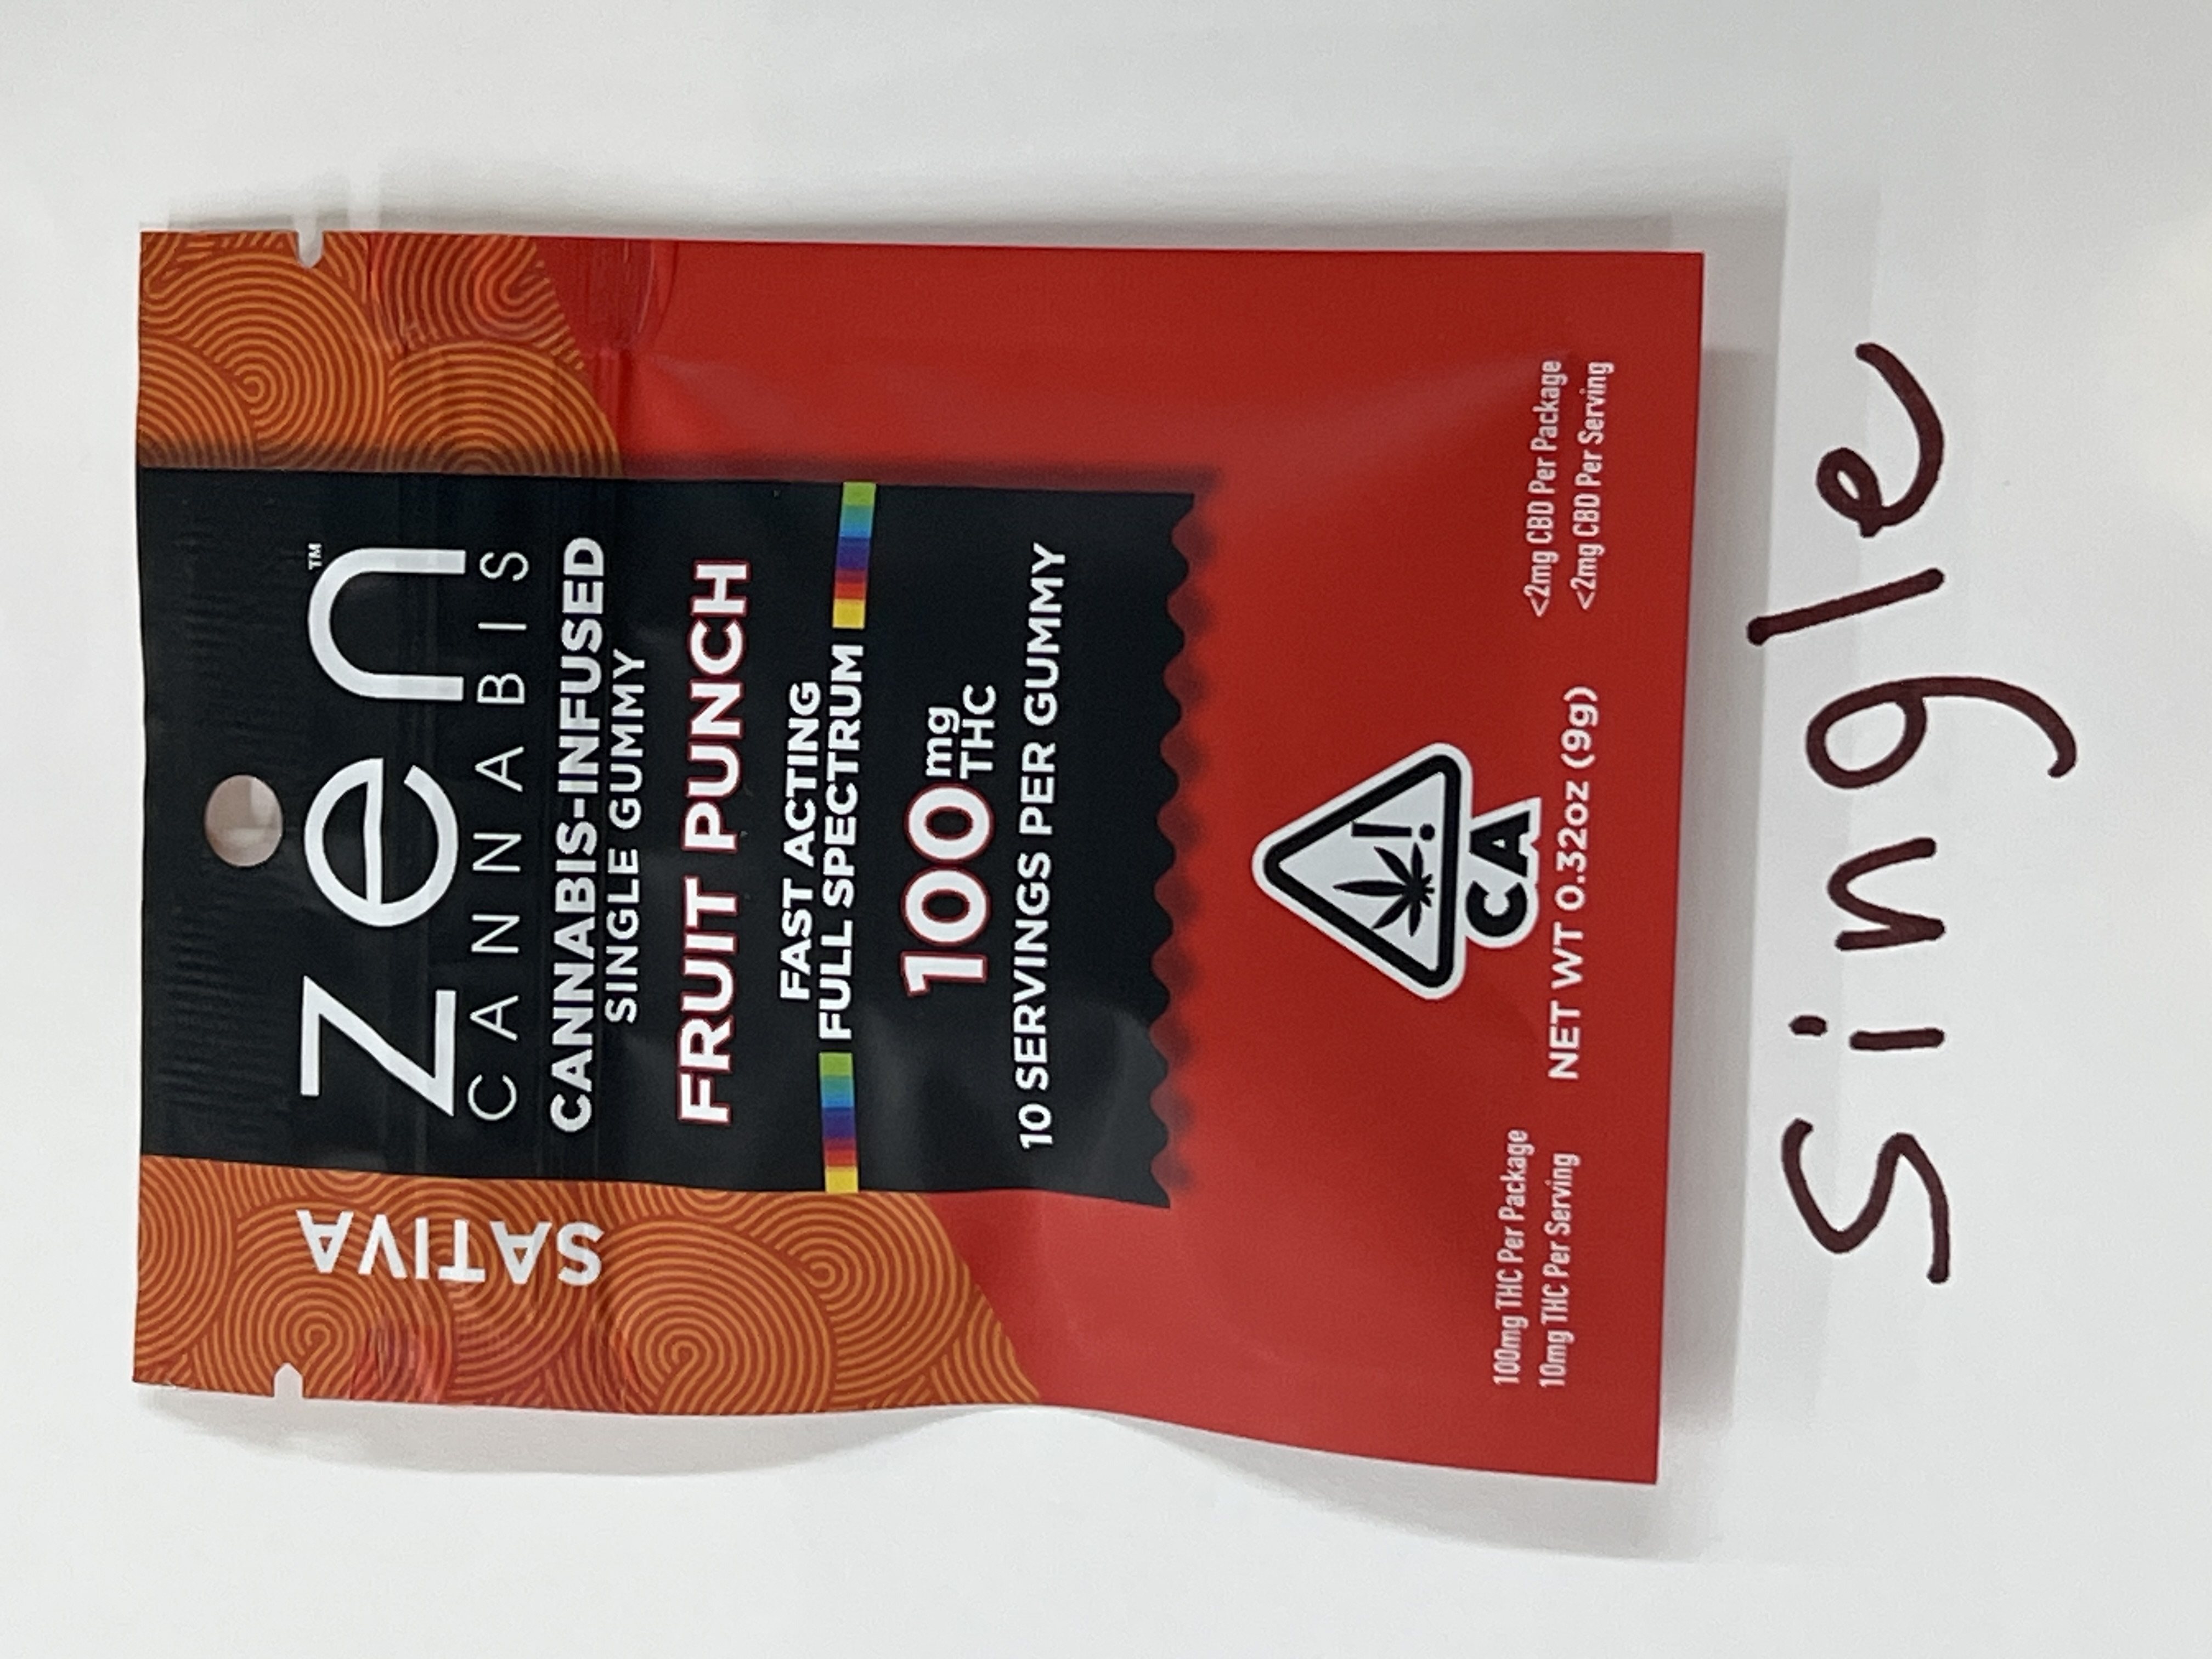 zen™
CANNABIS
SATIVA
CANNABIS-INFUSED
SINGLE GUMMY
FRUIT PUNCH
FAST ACTING
FULL SPECTRUM
100mg THC
10 SERVINGS PER GUMMY
CA
100mg THC Per Package
10mg THC Per Serving
NET WT 0.32oz (9g)
<2mg CBD Per Package
<2mg CBD Per Serving
Single